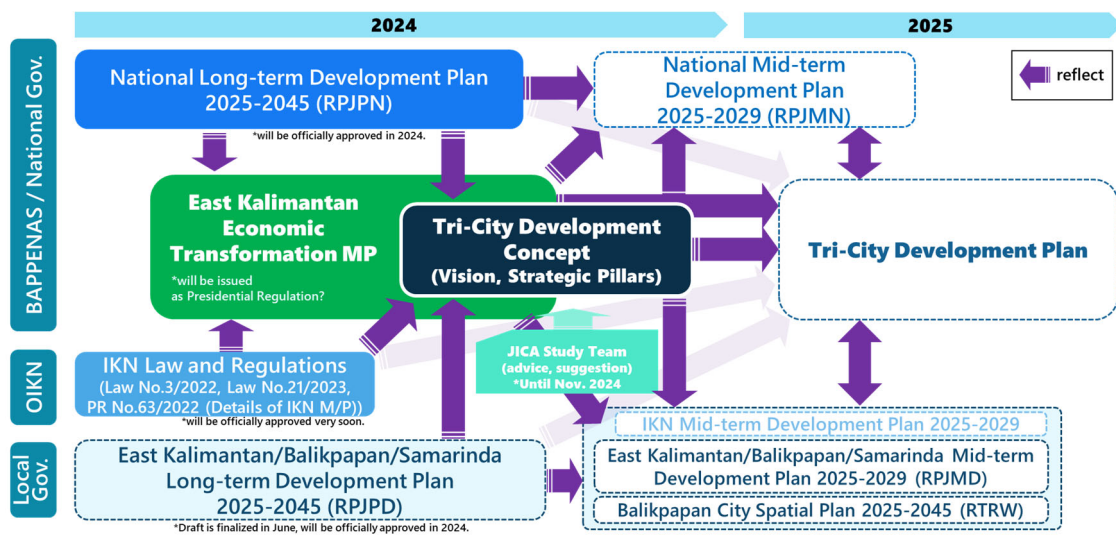 2024
2025
BAPPENAS / National Gov.
National Long-term Development Plan
2025-2045 (RPJPN)
*will be officially approved in 2024.
National Mid-term
Development Plan
2025-2029 (RPJMN)
reflect
East Kalimantan
Economic
Transformation MP
*will be issued
as Presidential Regulation?
Tri-City Development
Concept
(Vision, Strategic Pillars)
Tri-City Development Plan
OIKN
IKN Law and Regulations
(Law No.3/2022, Law No.21/2023,
PR No.63/2022 (Details of IKN M/P))
*will be officially approved very soon.
JICA Study Team
(advice, suggestion)
*Until Nov. 2024
Local
Gov.
East Kalimantan/Balikpapan/Samarinda
Long-term Development Plan
2025-2045 (RPJPD)
*Draft is finalized in June, will be officially approved in 2024.
IKN Mid-term Development Plan 2025-2029
East Kalimantan/Balikpapan/Samarinda Mid-term
Development Plan 2025-2029 (RPJMD)
Balikpapan City Spatial Plan 2025-2045 (RTRW)